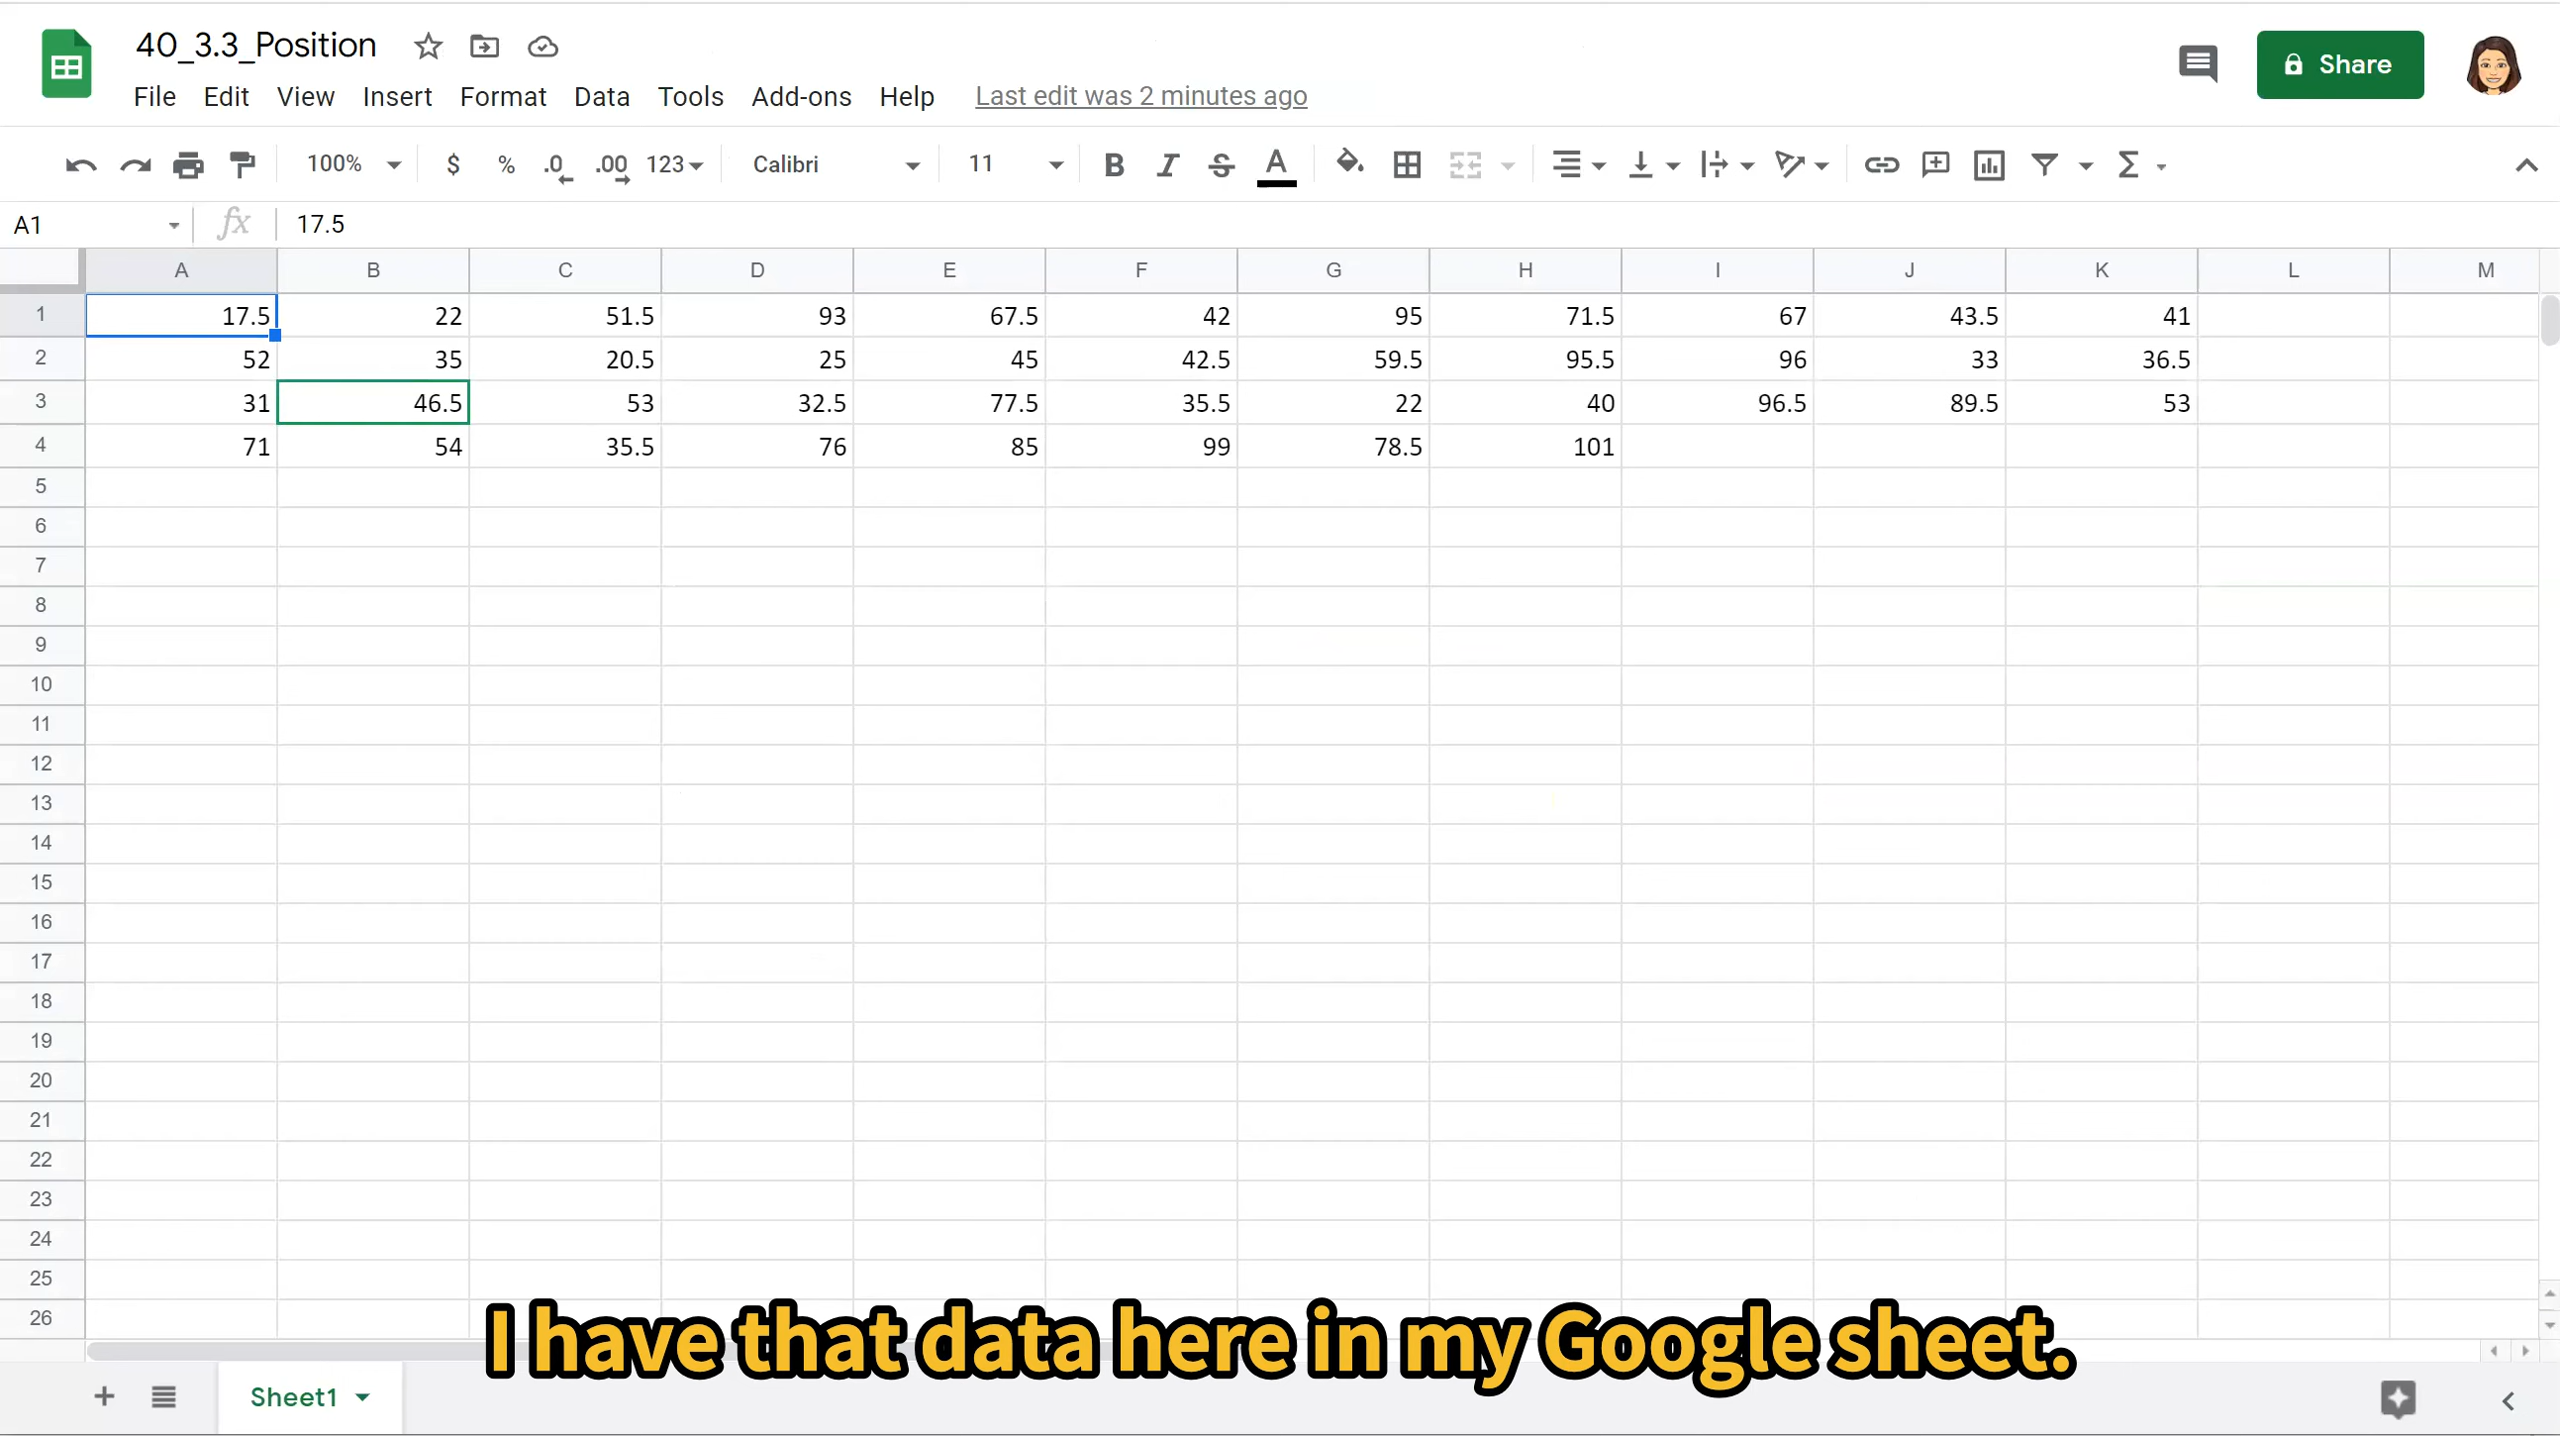 40_3.3_Position
File Edit View Insert Format Data Tools Add-ons Help Last edit was 2 minutes ago
Share
100% $ % .0 .00 123 Calibri 11 B I S A Σ
A1 fx 17.5
A B C D E F G H I J K L M
1 17.5 22 51.5 93 67.5 42 95 71.5 67 43.5 41
2 52 35 20.5 25 45 42.5 59.5 95.5 96 33 36.5
3 31 46.5 53 32.5 77.5 35.5 22 40 96.5 89.5 53
4 71 54 35.5 76 85 99 78.5 101
5
6
7
8
9
10
11
12
13
14
15
16
17
18
19
20
21
22
23
24
25
26
I have that data here in my Google sheet.
Sheet1